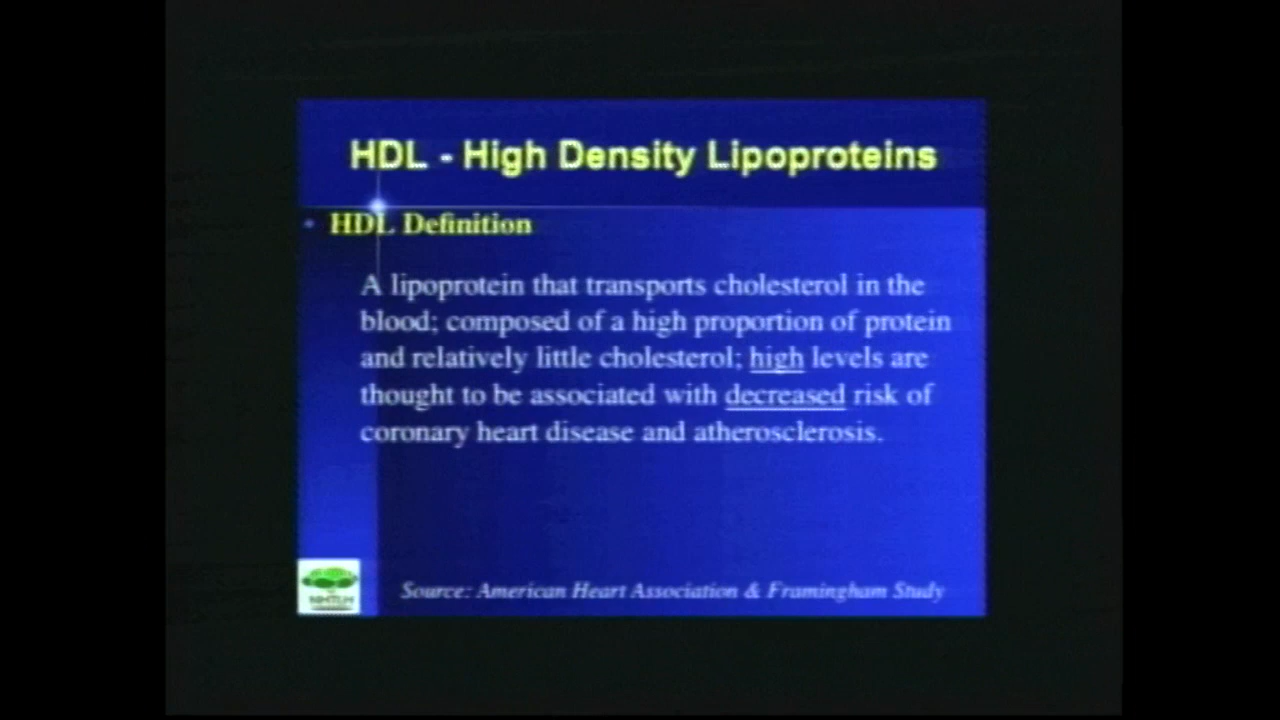 HDL - High Density Lipoproteins
• HDL Definition
A lipoprotein that transports cholesterol in the
blood; composed of a high proportion of protein
and relatively little cholesterol; high levels are
thought to be associated with decreased risk of
coronary heart disease and atherosclerosis.
Source: American Heart Association & Framingham Study